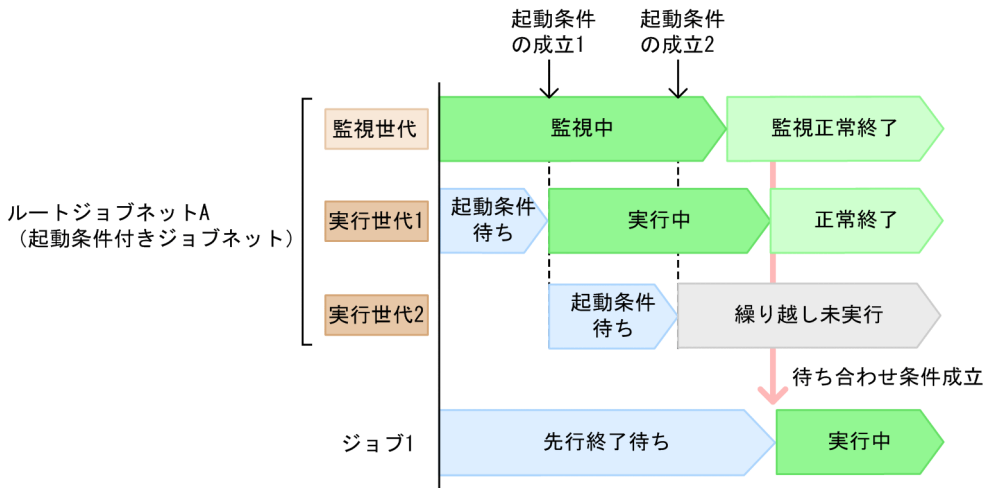 起動条件
の成立1
起動条件
の成立2
監視世代
監視中
監視正常終了
ルートジョブネットA
（起動条件付きジョブネット）
実行世代1
起動条件
待ち
実行中
正常終了
実行世代2
起動条件
待ち
繰り越し未実行
待ち合わせ条件成立
ジョブ1
先行終了待ち
実行中